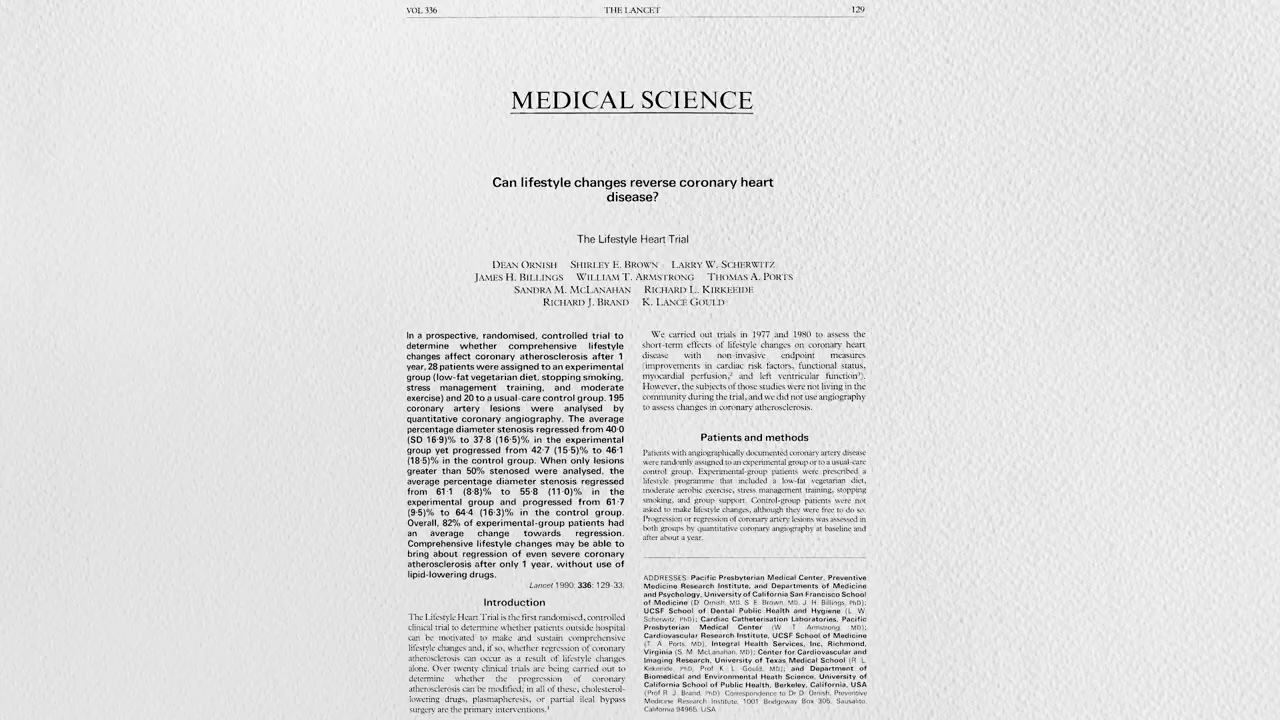 VOL 336 THE LANCET 129
MEDICAL SCIENCE
Can lifestyle changes reverse coronary heart
disease?
The Lifestyle Heart Trial
DEAN ORNISH SHIRLEY E. BROWN LARRY W. SCHERWITZ
JAMES H. BILLINGS WILLIAM T. ARMSTRONG THOMAS A. PORTS
SANDRA M. MCLANAHAN RICHARD L. KIRKEEIDE
RICHARD J. BRAND K. LANCE GOULD
In a prospective, randomised, controlled trial to
determine whether comprehensive lifestyle
changes affect coronary atherosclerosis after 1
year, 28 patients were assigned to an experimental
group (low-fat vegetarian diet, stopping smoking,
stress management training, and moderate
exercise) and 20 to a usual-care control group. 195
coronary artery lesions were analysed by
quantitative coronary angiography. The average
percentage diameter stenosis regressed from 40·0
(SD 16·9)% to 37·8 (16·5)% in the experimental
group yet progressed from 42·7 (15·5)% to 46·1
(18·5)% in the control group. When only lesions
greater than 50% stenosed were analysed, the
average percentage diameter stenosis regressed
from 61·1 (8·8)% to 55·8 (11·0)% in the
experimental group and progressed from 61·7
(9·5)% to 64·4 (16·3)% in the control group.
Overall, 82% of experimental-group patients had
an average change towards regression.
Comprehensive lifestyle changes may be able to
bring about regression of even severe coronary
atherosclerosis after only 1 year, without use of
lipid-lowering drugs.
Lancet 1990; 336: 129-33.
Introduction
The Lifestyle Heart Trial is the first randomised, controlled
clinical trial to determine whether patients outside hospital
can be motivated to make and sustain comprehensive
lifestyle changes and, if so, whether regression of coronary
atherosclerosis can occur as a result of lifestyle changes
alone. Over twenty clinical trials are being carried out to
determine whether the progression of coronary
atherosclerosis can be modified; in all of these, cholesterol-
lowering drugs, plasmapheresis, or partial ileal bypass
surgery are the primary interventions.¹
We carried out trials in 1977 and 1980 to assess the
short-term effects of lifestyle changes on coronary heart
disease with non-invasive endpoint measures
(improvements in cardiac risk factors, functional status,
myocardial perfusion,² and left ventricular function³).
However, the subjects of those studies were not living in the
community during the trial, and we did not use angiography
to assess changes in coronary atherosclerosis.
Patients and methods
Patients with angiographically documented coronary artery disease
were randomly assigned to an experimental group or to a usual-care
control group. Experimental-group patients were prescribed a
lifestyle programme that included a low-fat vegetarian diet,
moderate aerobic exercise, stress management training, stopping
smoking, and group support. Control-group patients were not
asked to make lifestyle changes, although they were free to do so.
Progression or regression of coronary artery lesions was assessed in
both groups by quantitative coronary angiography at baseline and
after about a year.
ADDRESSES: Pacific Presbyterian Medical Center, Preventive
Medicine Research Institute, and Departments of Medicine
and Psychology, University of California San Francisco School
of Medicine (D. Ornish, MD, S. E. Brown, MD, J. H. Billings, PhD);
UCSF School of Dental Public Health and Hygiene (L. W.
Scherwitz, PhD); Cardiac Catheterisation Laboratories, Pacific
Presbyterian Medical Center (W. T. Armstrong, MD);
Cardiovascular Research Institute, UCSF School of Medicine
(T. A. Ports, MD), Integral Health Services, Inc, Richmond,
Virginia (S. M. McLanahan, MD); Center for Cardiovascular and
Imaging Research, University of Texas Medical School (R. L.
Kirkeeide, PhD, Prof K. L. Gould, MD); and Department of
Biomedical and Environmental Heath Science, University of
California School of Public Health, Berkeley, California, USA
(Prof R. J. Brand, PhD). Correspondence to Dr D. Ornish, Preventive
Medicine Research Institute, 1001 Bridgeway Box 305, Sausalito,
California 94965, USA